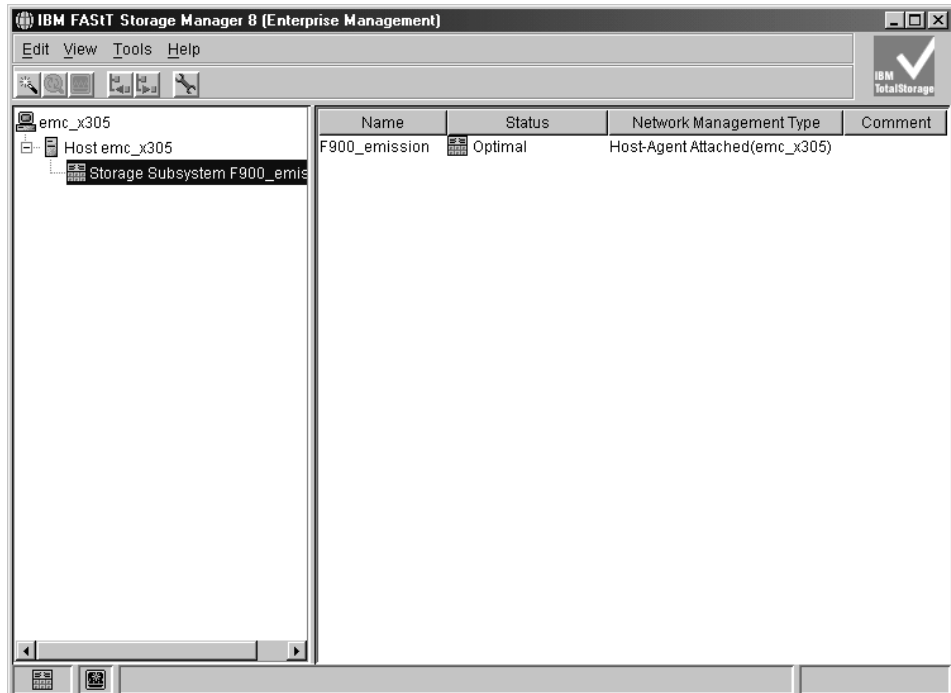 IBM FAStT Storage Manager 8 (Enterprise Management)
Edit View Tools Help
IBM
TotalStorage
emc_x305
Host emc_x305
Storage Subsystem F900_emis
Name Status Network Management Type Comment
F900_emission Optimal Host-Agent Attached(emc_x305)